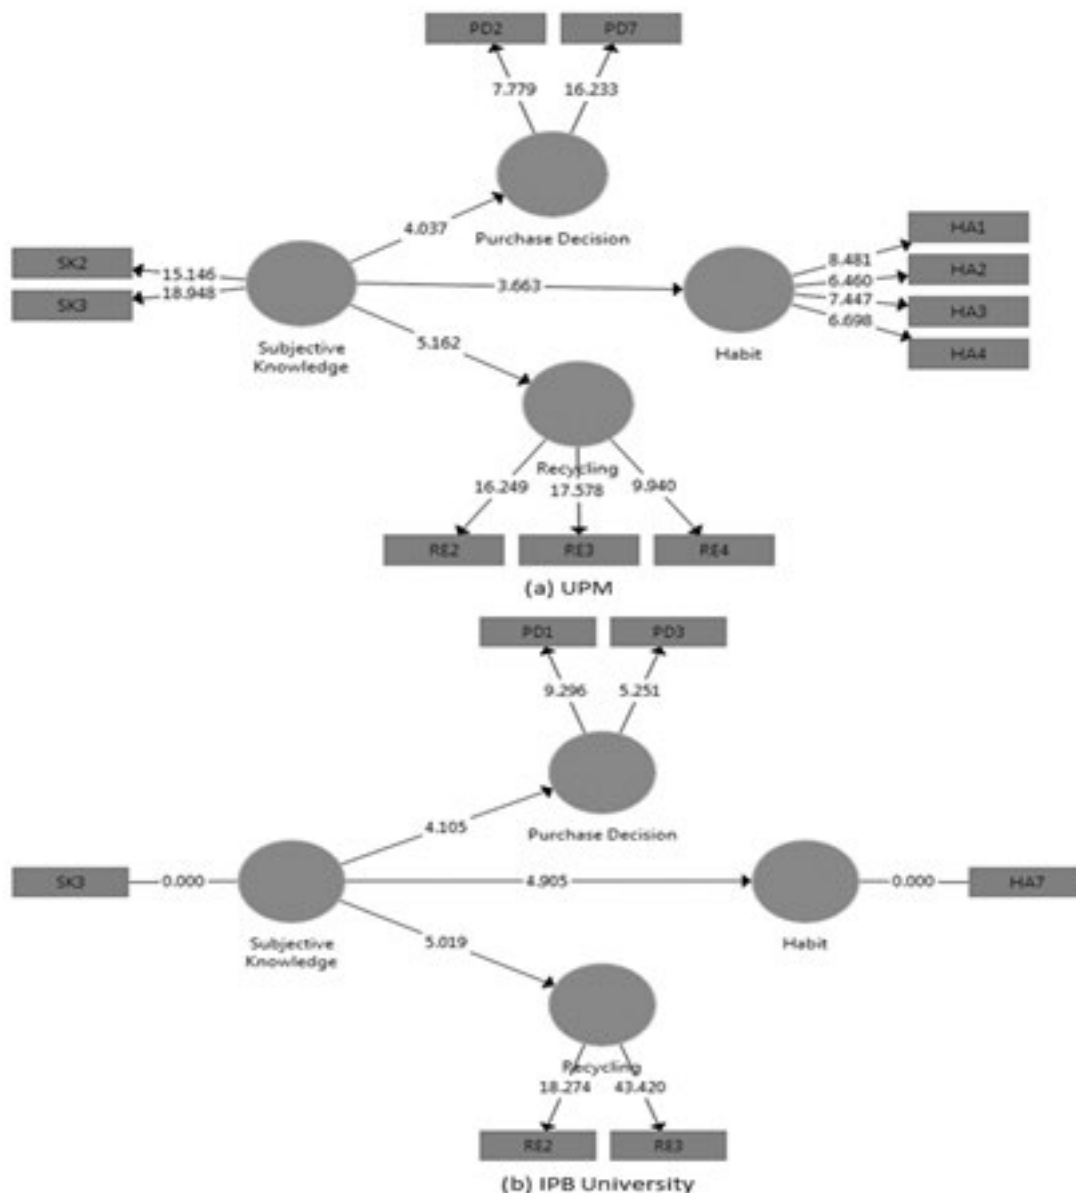 PD2 PD7
7.779 16.233
Purchase Decision
4.037
SK2
SK3
15.146
18.948
Subjective
Knowledge
3.663
Habit
8.481
6.460
7.447
6.698
HA1
HA2
HA3
HA4
5.162
Recycling
16.249 17.578 9.940
RE2 RE3 RE4
(a) UPM
PD1 PD3
9.296 5.251
Purchase Decision
4.105
SK3 0.000
Subjective
Knowledge
4.905
Habit
0.000 HA7
5.019
Recycling
18.274 43.420
RE2 RE3
(b) IPB University